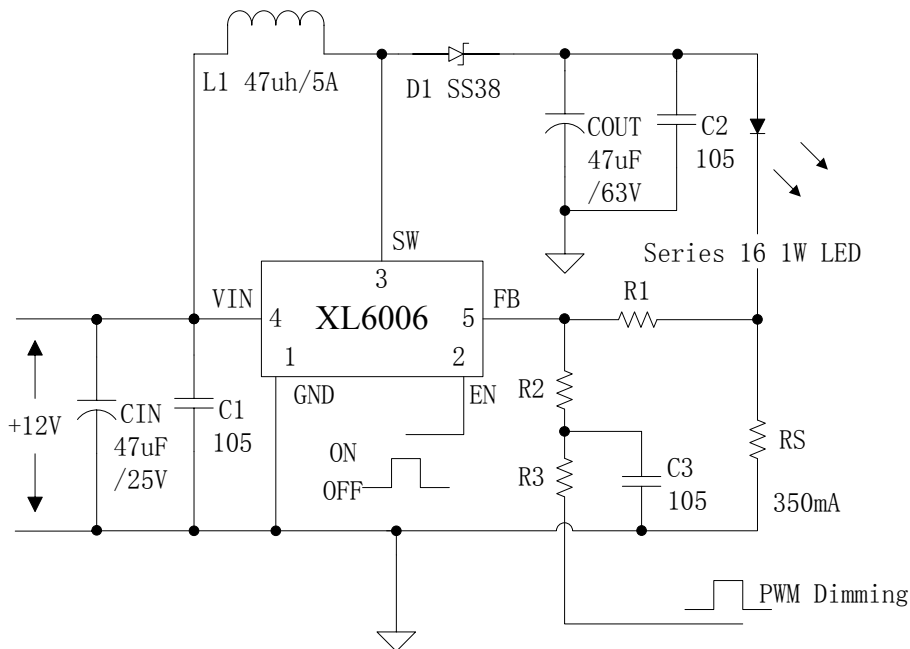 L1 47uh/5A
D1 SS38
COUT
47uF
/63V
C2
105
SW
Series 16 1W LED
VIN
3
FB
R1
4
XL6006
5
1
2
GND
EN
R2
+12V
CIN
47uF
/25V
C1
105
ON
OFF
R3
C3
105
RS
350mA
PWM Dimming